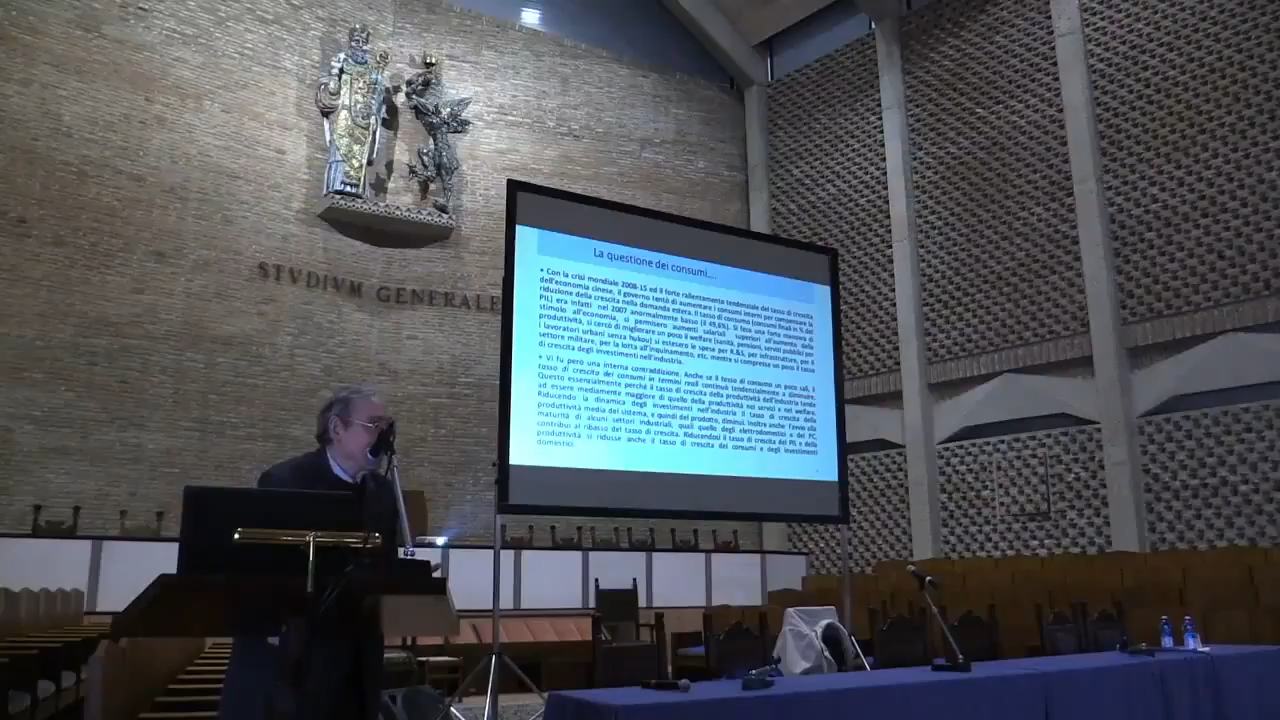 STVDIVM GENERALE
La questione dei consumi....
• Con la crisi mondiale 2008-15 ed il forte rallentamento tendenziale del tasso di crescita
dell'economia cinese, il governo tentò di aumentare i consumi interni per compensare la
riduzione della crescita nella domanda estera. Il tasso di consumo (consumi finali in % del
PIL) era infatti nel 2007 anormalmente basso (il 49,6%). Si fece una forte manovra di
stimolo all'economia, si permisero aumenti salariali superiori all'aumento della
produttività, si cercò di migliorare un poco il welfare (sanità, pensioni, servizi pubblici per
i lavoratori urbani senza hukou) si estesero le spese per R.&S, per infrastrutture, per il
settore militare, per la lotta all'inquinamento, etc. mentre si compresse un poco il tasso
di crescita degli investimenti nell'industria.
• Vi fu però una interna contraddizione. Anche se il tasso di consumo un poco salì, il
tasso di crescita dei consumi in termini reali continuò tendenzialmente a diminuire.
Questo essenzialmente perché il tasso di crescita della produttività dell'industria tende
ad essere mediamente maggiore di quello della produttività nei servizi e nel welfare.
Riducendo la dinamica degli investimenti nell'industria il tasso di crescita della
produttività media del sistema, e quindi del prodotto, diminuì. Inoltre anche l'avvio alla
maturità di alcuni settori industriali, quali quello degli elettrodomestici e dei PC,
contribuì al ribasso del tasso di crescita. Riducendosi il tasso di crescita del PIL e della
produttività si ridusse anche il tasso di crescita dei consumi e degli investimenti
domestici.